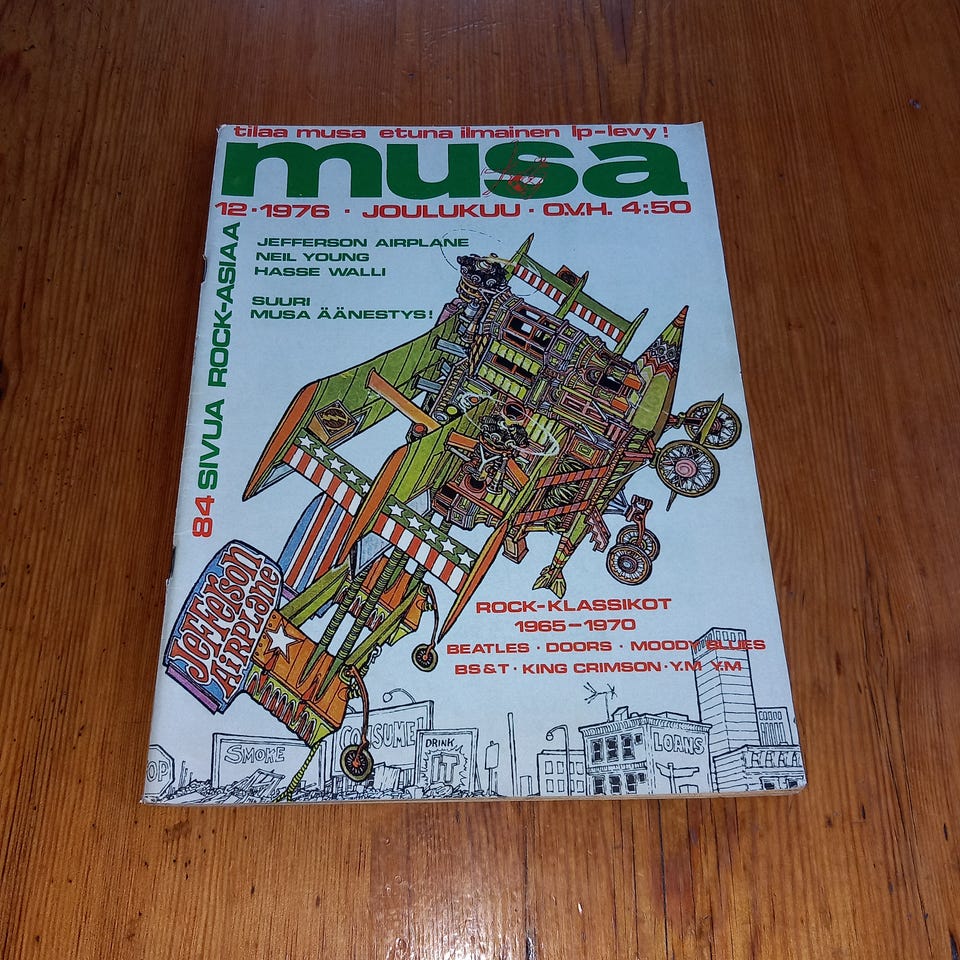 tilaa musa etuna ilmainen lp-levy!
musa
12·1976 · JOULUKUU · O.V.H. 4:50
84 SIVUA ROCK-ASIAA
JEFFERSON AIRPLANE
NEIL YOUNG
HASSE WALLI
SUURI
MUSA ÄÄNESTYS!
JEFFERSON
AIRPLANE
ROCK-KLASSIKOT
1965–1970
BEATLES · DOORS · MOODY BLUES
BS&T · KING CRIMSON · Y.M Y.M
OP
SMOKE
CONSUME!
DRINK
IT
LOANS